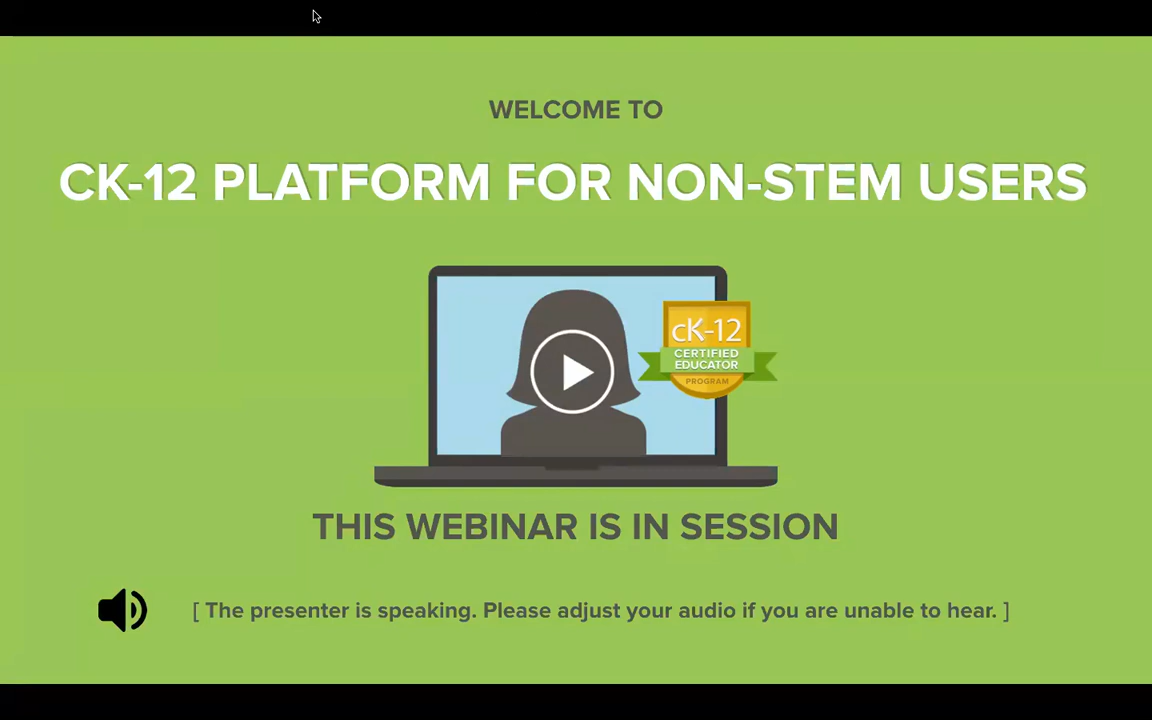 WELCOME TO
CK-12 PLATFORM FOR NON-STEM USERS
cK-12
CERTIFIED
EDUCATOR
PROGRAM
THIS WEBINAR IS IN SESSION
[ The presenter is speaking. Please adjust your audio if you are unable to hear. ]